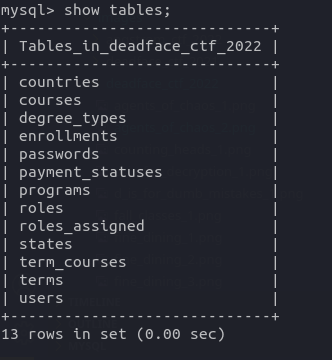 mysql> show tables;
+----------------------------+
| Tables_in_deadface_ctf_2022 |
+----------------------------+
| countries |
| courses |
| degree_types |
| enrollments |
| passwords |
| payment_statuses |
| programs |
| roles |
| roles_assigned |
| states |
| term_courses |
| terms |
| users |
+----------------------------+
13 rows in set (0.00 sec)